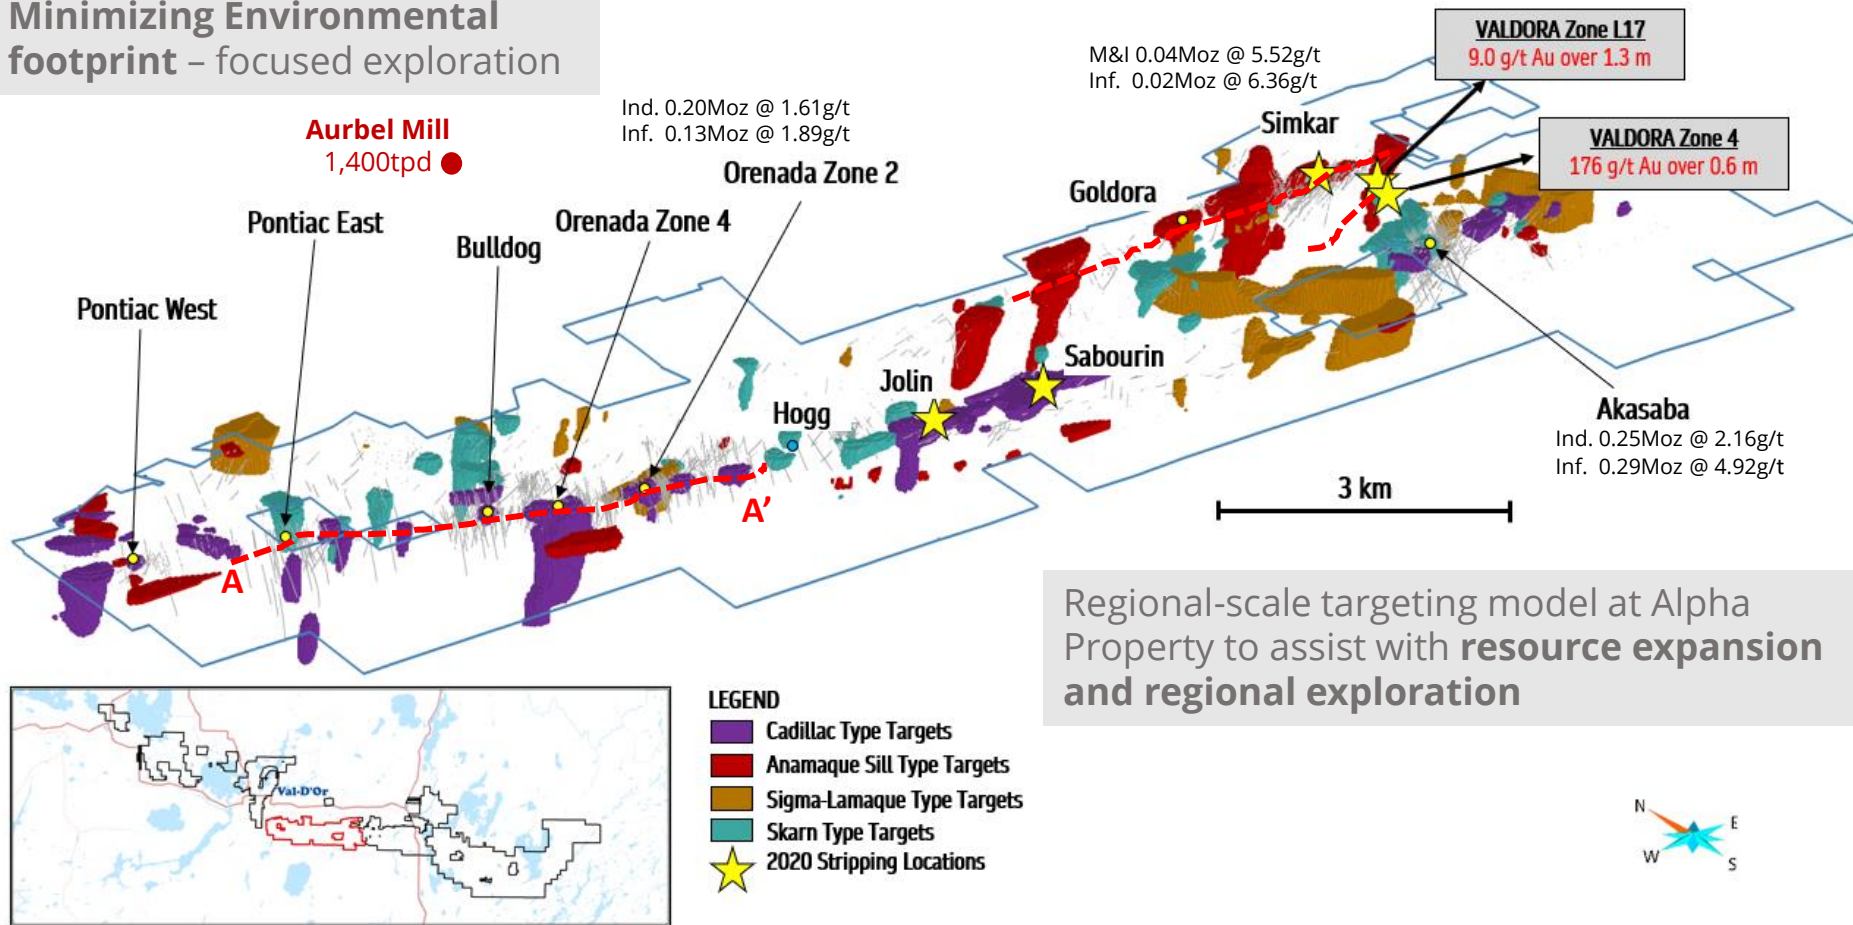 Minimizing Environmental
footprint – focused exploration
Aurbel Mill
1,400tpd
Ind. 0.20Moz @ 1.61g/t
Inf. 0.13Moz @ 1.89g/t
M&I 0.04Moz @ 5.52g/t
Inf. 0.02Moz @ 6.36g/t
VALDORA Zone L17
9.0 g/t Au over 1.3 m
VALDORA Zone 4
176 g/t Au over 0.6 m
Simkar
Goldora
Orenada Zone 2
Orenada Zone 4
Pontiac East
Bulldog
Pontiac West
Sabourin
Jolin
Hogg
Akasaba
Ind. 0.25Moz @ 2.16g/t
Inf. 0.29Moz @ 4.92g/t
3 km
A
A’
Regional-scale targeting model at Alpha
Property to assist with resource expansion
and regional exploration
Val-D'Or
LEGEND
Cadillac Type Targets
Anamaque Sill Type Targets
Sigma-Lamaque Type Targets
Skarn Type Targets
2020 Stripping Locations
N
E
W
S